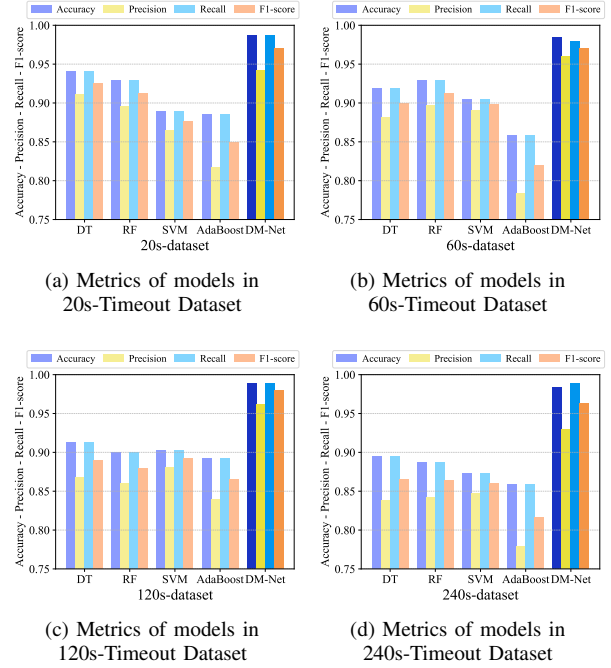 Accuracy Precision Recall F1-score
Accuracy - Precision - Recall - F1-score
1.00
0.95
0.90
0.85
0.80
0.75
DT RF SVM AdaBoost DM-Net
20s-dataset
(a) Metrics of models in
20s-Timeout Dataset
Accuracy Precision Recall F1-score
Accuracy - Precision - Recall - F1-score
1.00
0.95
0.90
0.85
0.80
0.75
DT RF SVM AdaBoost DM-Net
60s-dataset
(b) Metrics of models in
60s-Timeout Dataset
Accuracy Precision Recall F1-score
Accuracy - Precision - Recall - F1-score
1.00
0.95
0.90
0.85
0.80
0.75
DT RF SVM AdaBoost DM-Net
120s-dataset
(c) Metrics of models in
120s-Timeout Dataset
Accuracy Precision Recall F1-score
Accuracy - Precision - Recall - F1-score
1.00
0.95
0.90
0.85
0.80
0.75
DT RF SVM AdaBoost DM-Net
240s-dataset
(d) Metrics of models in
240s-Timeout Dataset